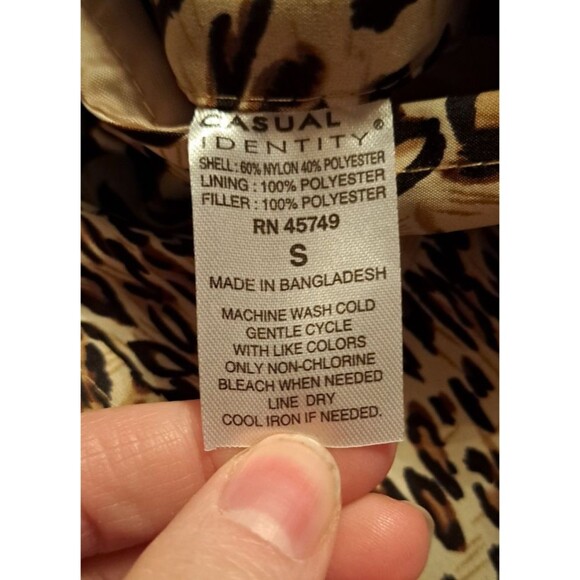 CASUAL
IDENTITY®
SHELL: 60% NYLON 40% POLYESTER
LINING : 100% POLYESTER
FILLER : 100% POLYESTER
RN 45749
S
MADE IN BANGLADESH
MACHINE WASH COLD
GENTLE CYCLE
WITH LIKE COLORS
ONLY NON-CHLORINE
BLEACH WHEN NEEDED
LINE DRY
COOL IRON IF NEEDED.